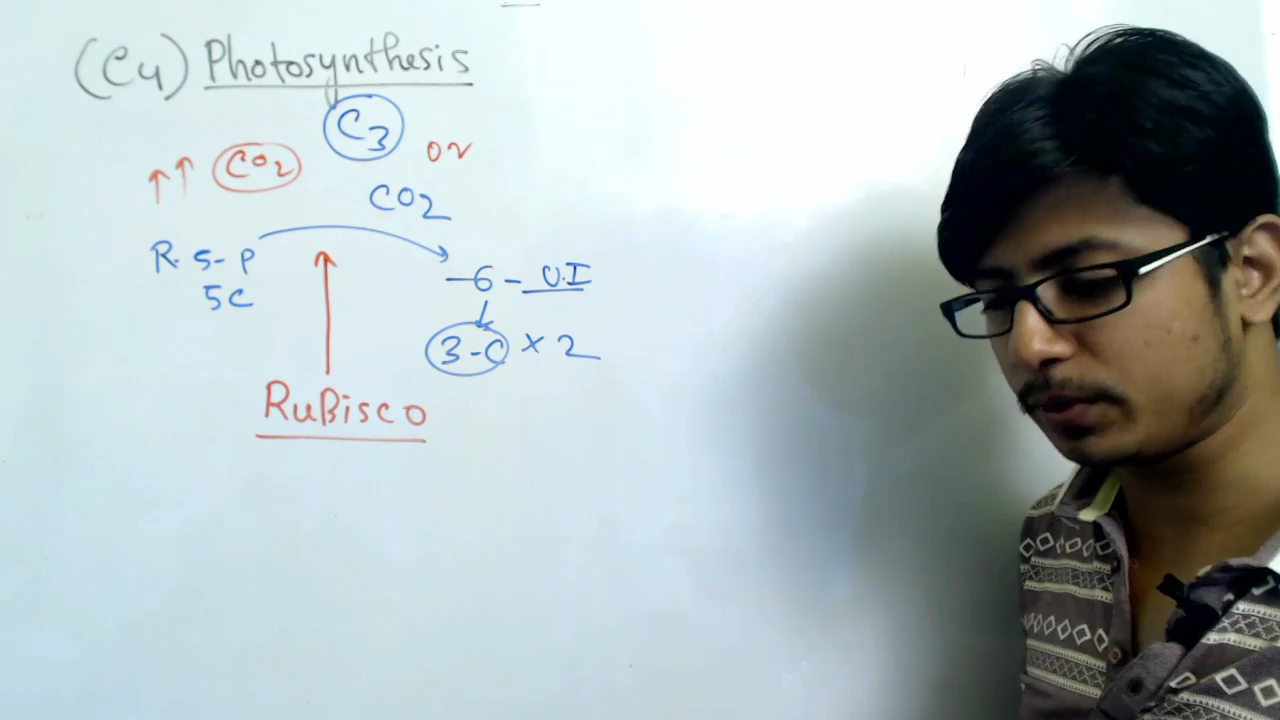 (C4) Photosynthesis
C3
↑↑ CO2 or
CO2
R. 5-P
5C
-6- U.I
3-C × 2
RuBisco